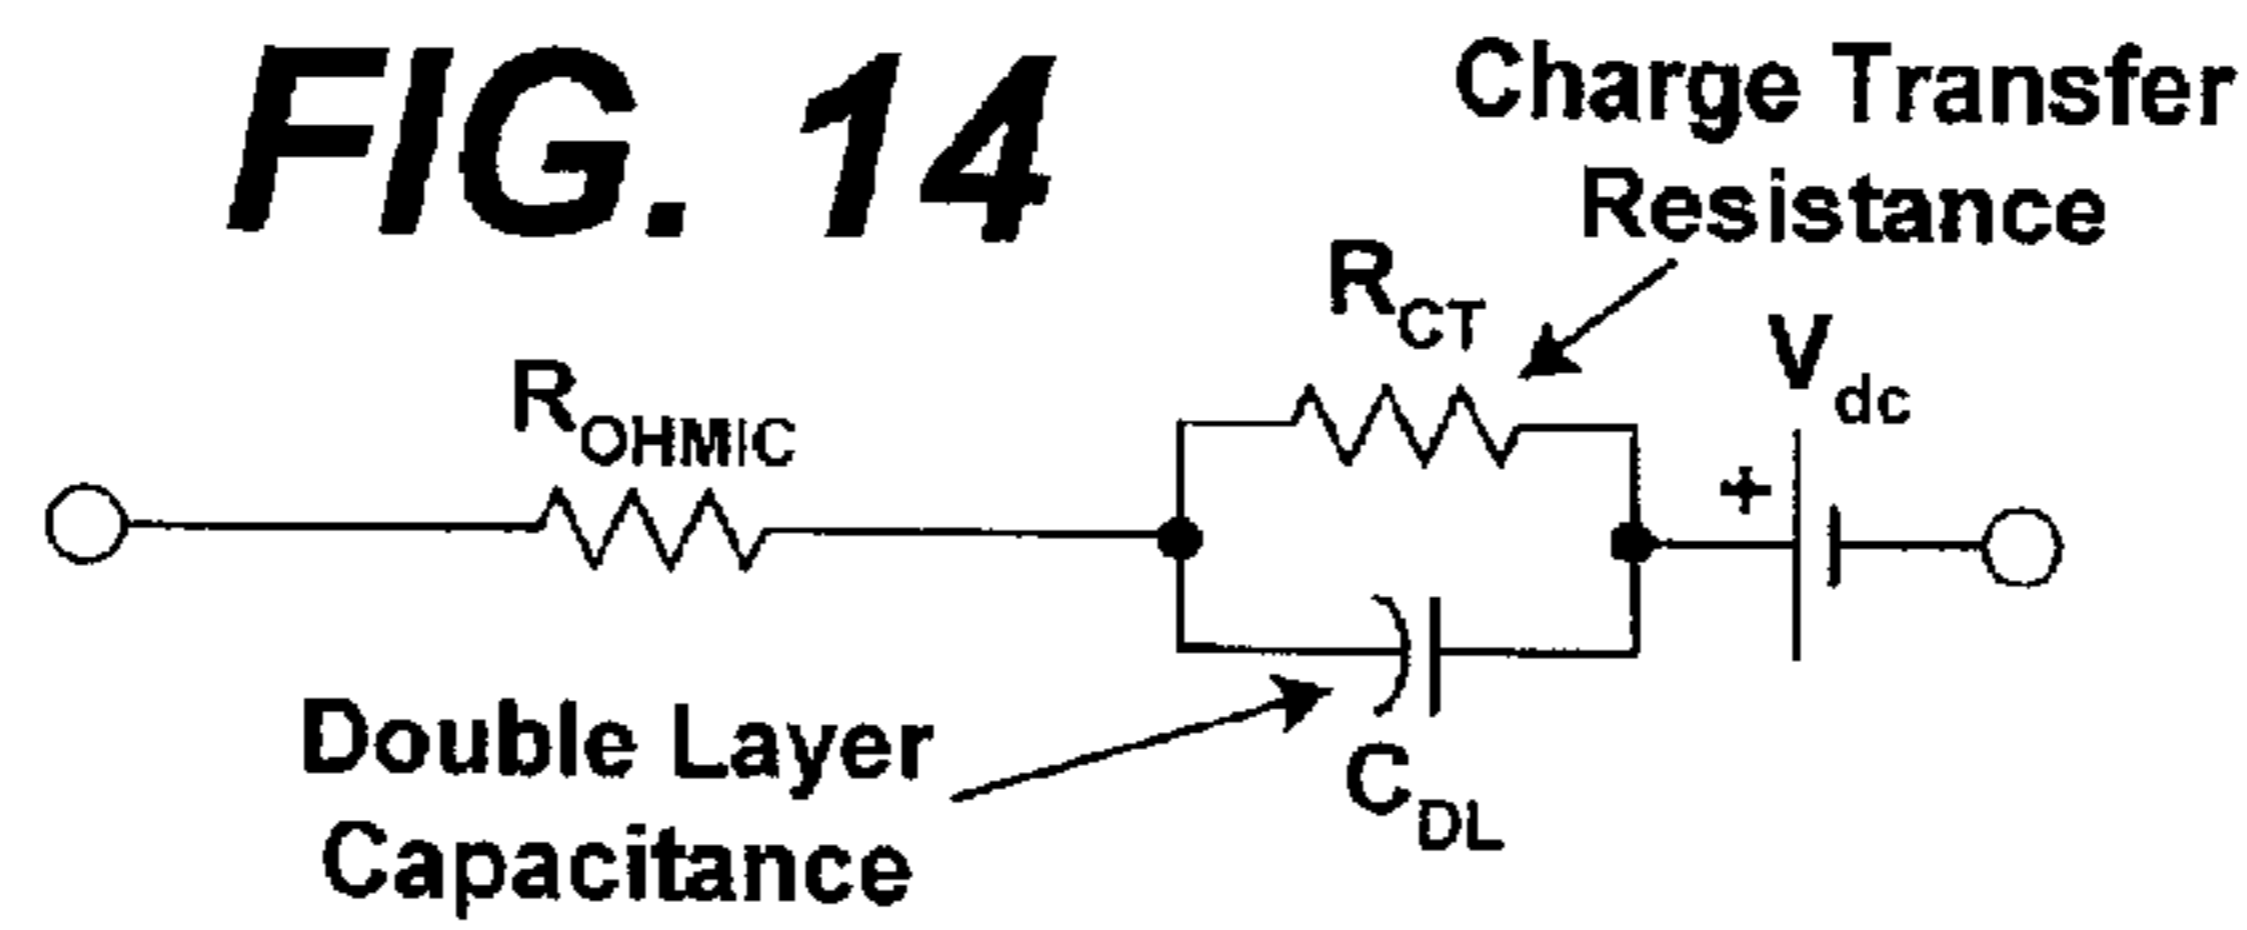 FIG. 14
Charge Transfer
Resistance
R_CT
V_dc
R_OHMIC
+
Double Layer
Capacitance
C_DL